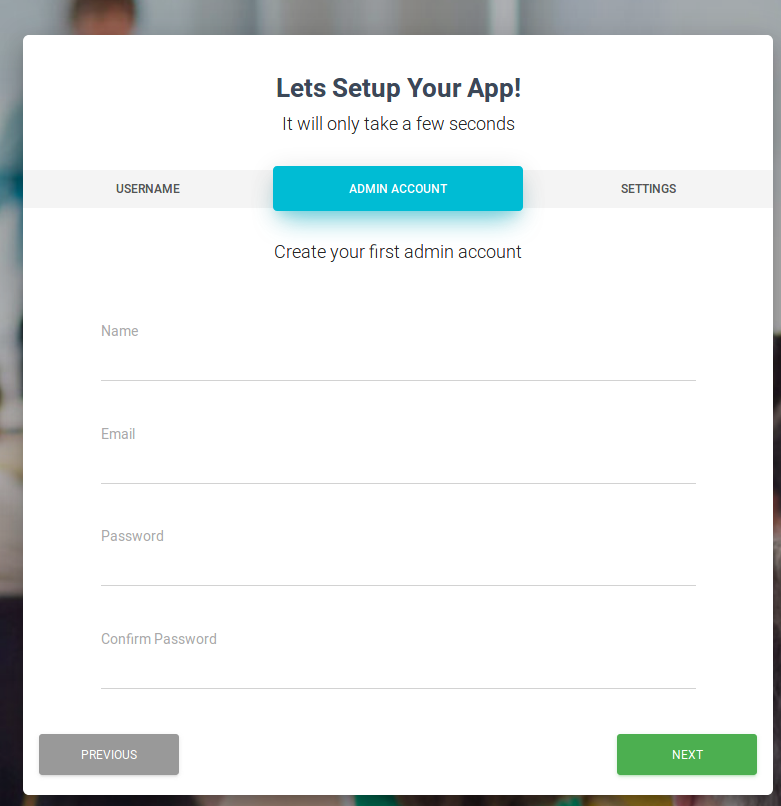 Lets Setup Your App!
It will only take a few seconds
USERNAME ADMIN ACCOUNT SETTINGS
Create your first admin account
Name
Email
Password
Confirm Password
PREVIOUS NEXT